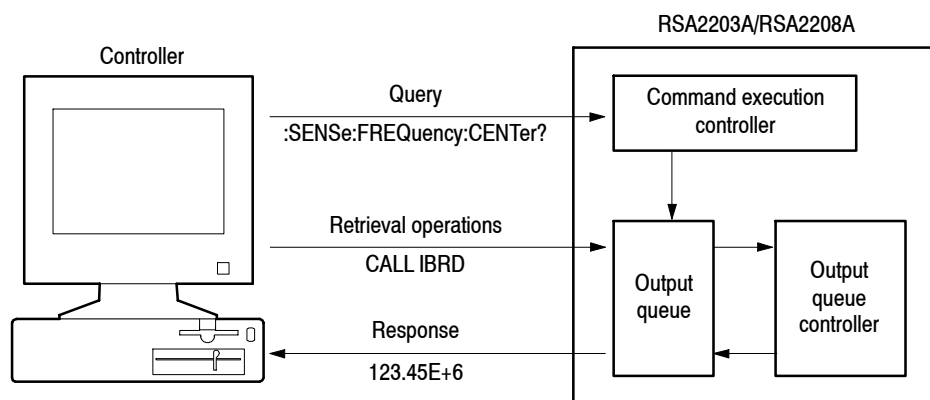 RSA2203A/RSA2208A
Controller
Query
:SENSe:FREQuency:CENTer?
Command execution
controller
Retrieval operations
CALL IBRD
Output
queue
Output
queue
controller
Response
123.45E+6